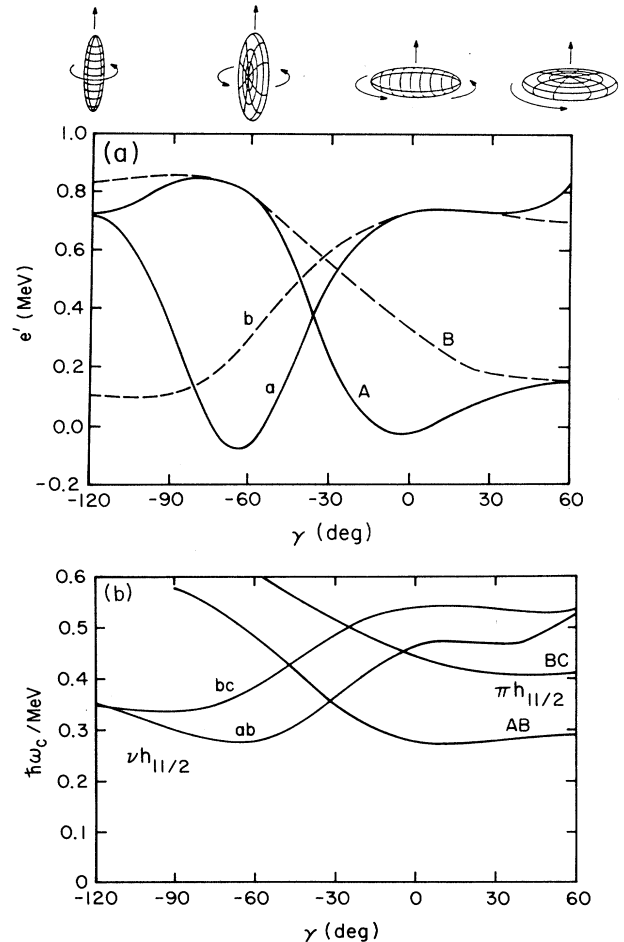 (a)
1.0
0.8
0.6
0.4
0.2
0.0
-0.2
e′ (MeV)
b
B
a
A
-120 -90 -60 -30 0 30 60
γ (deg)
(b)
0.6
0.5
0.4
0.3
0.2
0.1
0
ħωc/MeV
bc
BC
πh11/2
ab
AB
νh11/2
-120 -90 -60 -30 0 30 60
γ (deg)